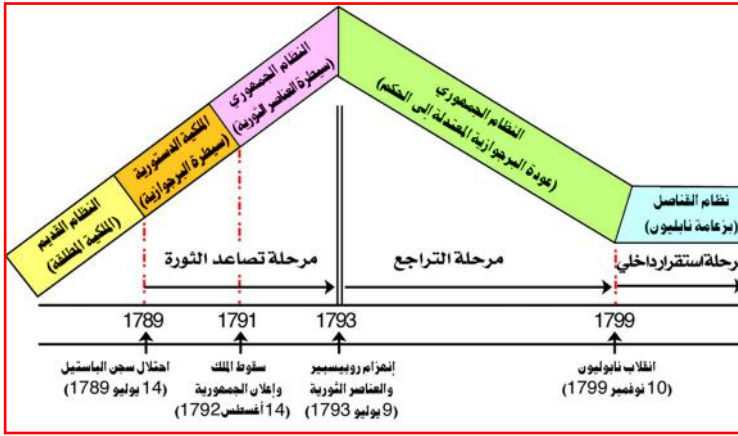 النظام القديم
(الملكية المطلقة)
الملكية الدستورية
(سيطرة البرجوازية)
النظام الجمهوري
(سيطرة العناصر الثورية)
النظام الجمهوري
(عودة البرجوازية المعتدلة إلى الحكم)
نظام القناصل
(بزعامة نابليون)
مرحلة تصاعد الثورة
مرحلة التراجع
مرحلة استقرار داخلي
1789
1791
1793
1799
احتلال سجن الباستيل
(14 يوليو 1789)
سقوط الملك
وإعلان الجمهورية
(14 أغسطس 1792)
إنهزام روبيسبير
والعناصر الثورية
(9 يوليو 1793)
انقلاب نابوليون
(10 نوفمبر 1799)